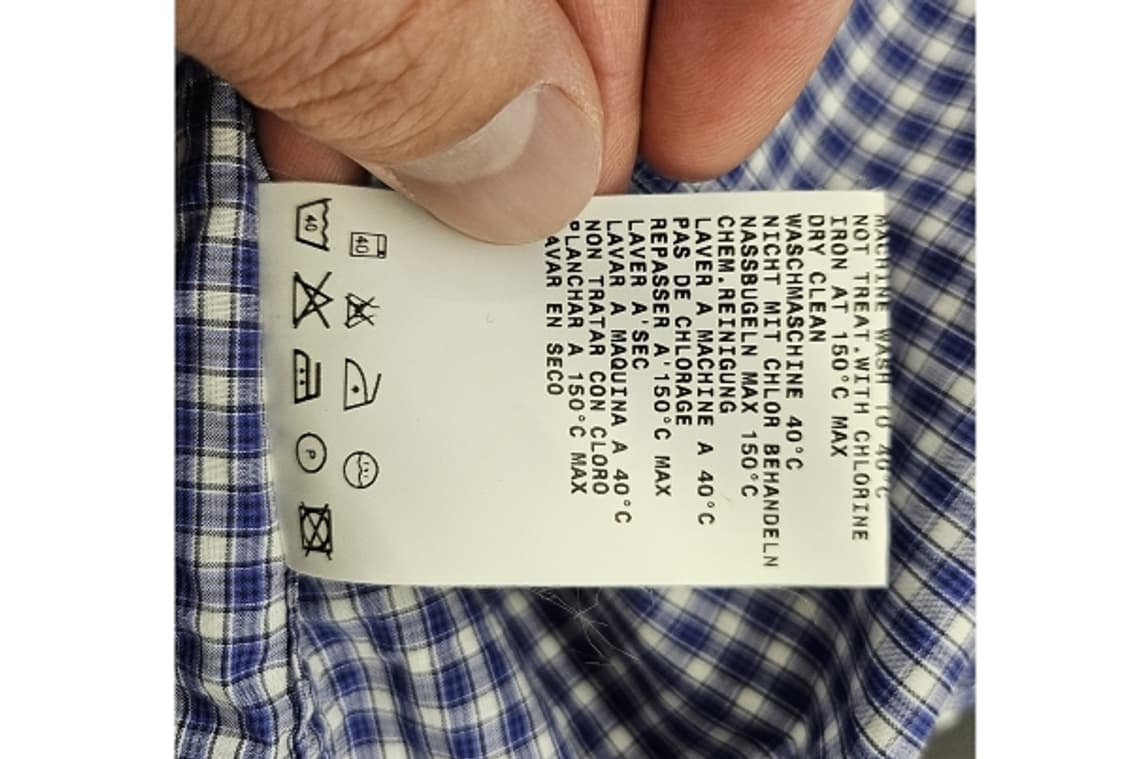 MACHINE WASH TO 40°C
NOT TREAT.WITH CHLORINE
IRON AT 150°C MAX
DRY CLEAN
WASCHMASCHINE 40°C
NICHT MIT CHLOR BEHANDELN
NASSBUGELN MAX 150°C
CHEM.REINIGUNG
LAVER A MACHINE A 40°C
PAS DE CHLORAGE
REPASSER A'150°C MAX
LAVER A'SEC
LAVAR A MAQUINA A 40°C
NON TRATAR CON CLORO
PLANCHAR A 150°C MAX
AVAR EN SECO
40
40
P